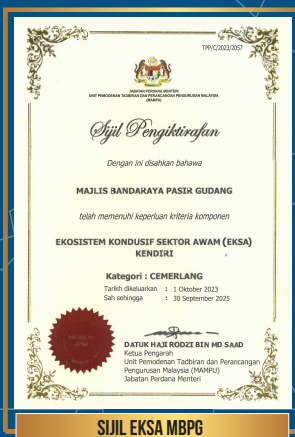 TPP/C/2023/2057
JABATAN PERDANA MENTERI
UNIT PEMODENAN TADBIRAN DAN PERANCANGAN PENGURUSAN MALAYSIA
(MAMPU)
Sijil Pengiktirafan
Dengan ini disahkan bahawa
MAJLIS BANDARAYA PASIR GUDANG
telah memenuhi keperluan kriteria komponen
EKOSISTEM KONDUSIF SEKTOR AWAM (EKSA)
KENDIRI
Kategori : CEMERLANG
Tarikh dikeluarkan : 1 Oktober 2023
Sah sehingga : 30 September 2025
DATUK HAJI RODZI BIN MD SAAD
Ketua Pengarah
Unit Pemodenan Tadbiran dan Perancangan
Pengurusan Malaysia (MAMPU)
Jabatan Perdana Menteri
SIJIL EKSA MBPG